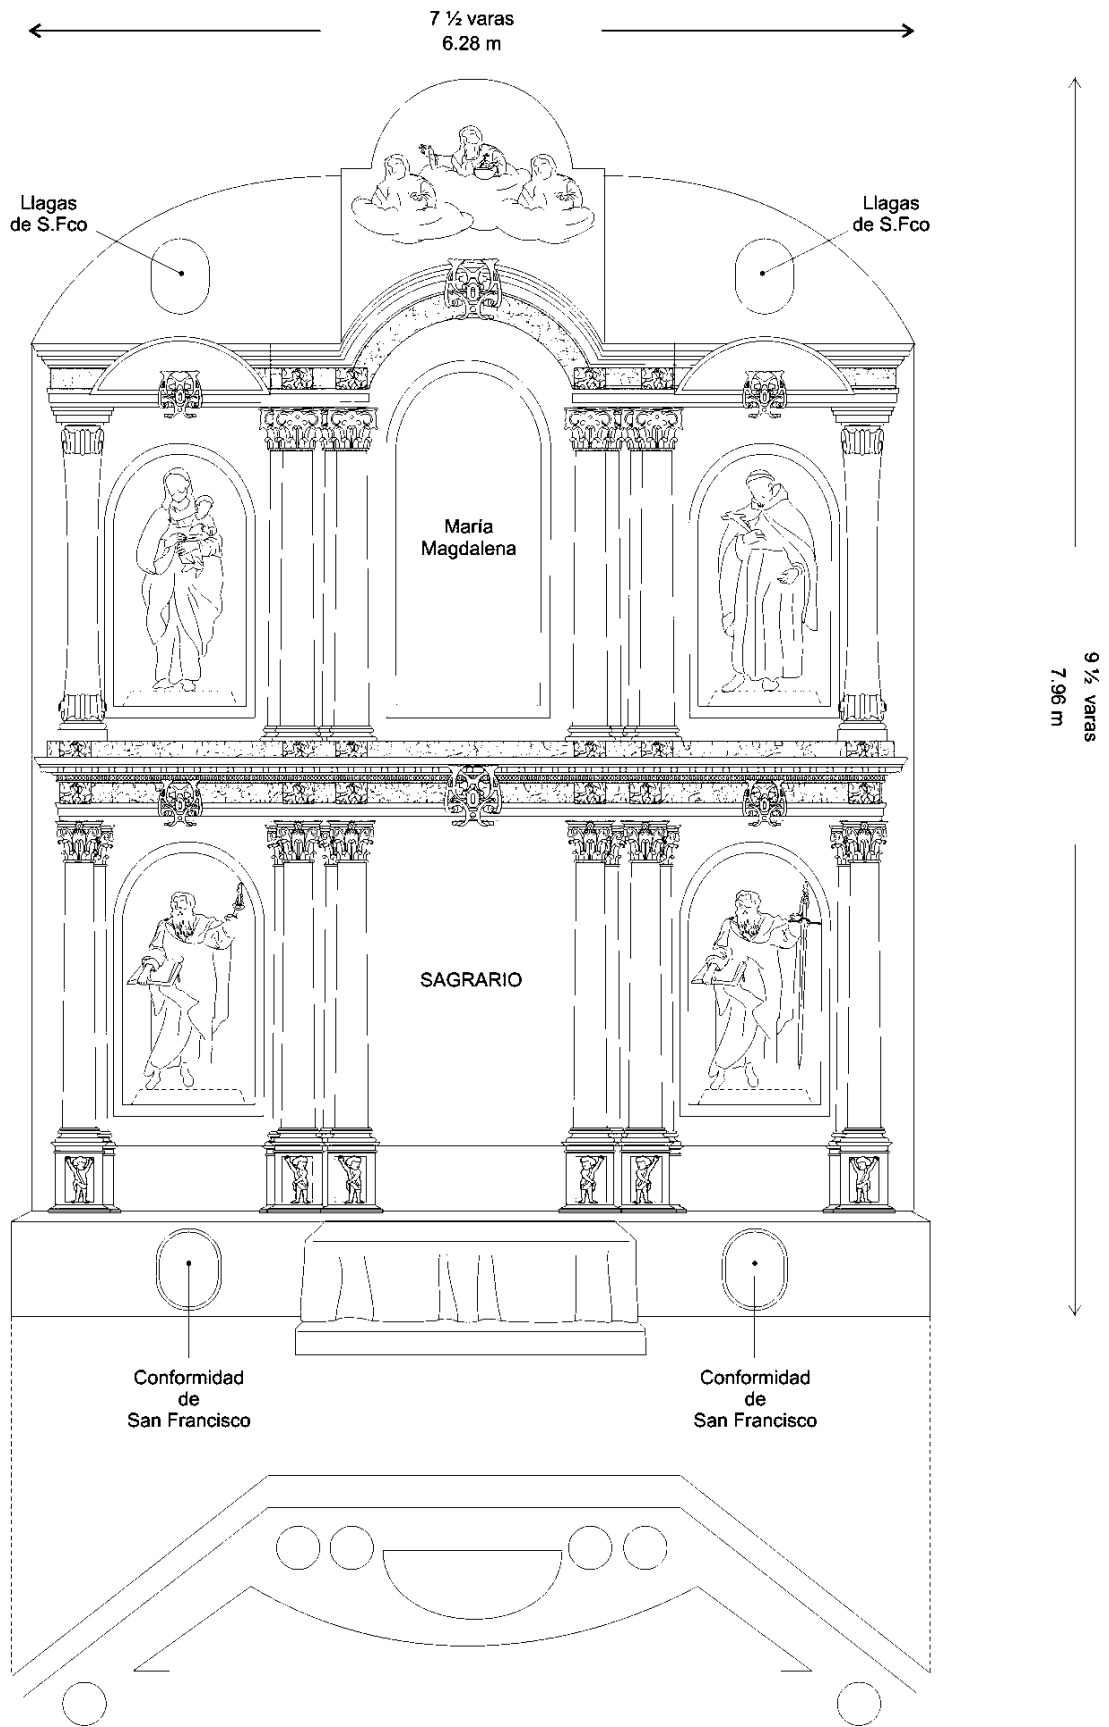 7 ½ varas
6.28 m
Llagas
de S.Fco
Llagas
de S.Fco
María
Magdalena
9 ½ varas
7.96 m
SAGRARIO
Conformidad
de
San Francisco
Conformidad
de
San Francisco